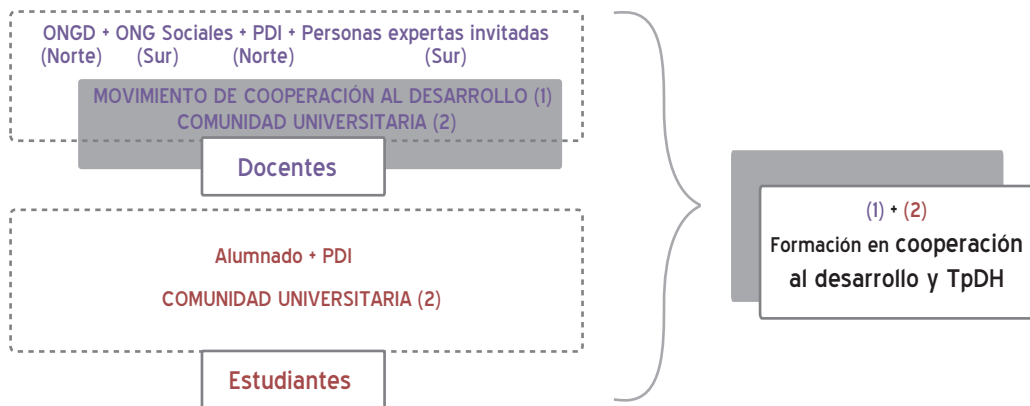 ONGD + ONG Sociales + PDI + Personas expertas invitadas
(Norte) (Sur) (Norte) (Sur)
MOVIMIENTO DE COOPERACIÓN AL DESARROLLO (1)
COMUNIDAD UNIVERSITARIA (2)
Docentes
Alumnado + PDI
COMUNIDAD UNIVERSITARIA (2)
Estudiantes
(1) + (2)
Formación en cooperación
al desarrollo y TpDH